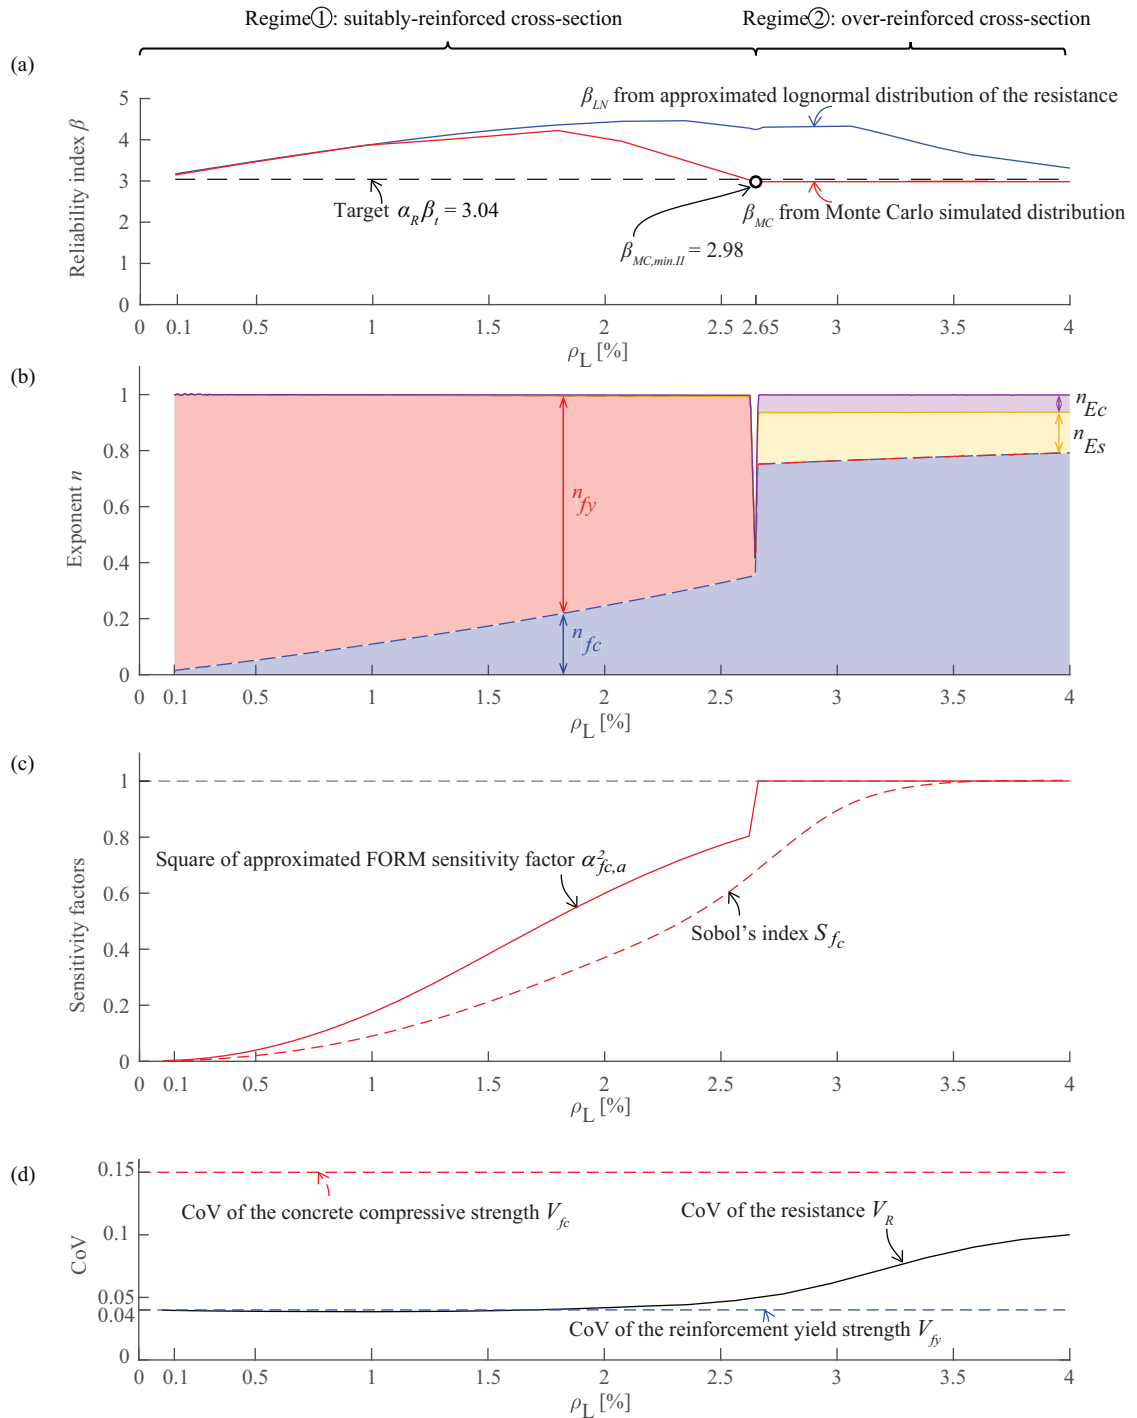 Regime①: suitably-reinforced cross-section
Regime②: over-reinforced cross-section
(a)
β_LN from approximated lognormal distribution of the resistance
Reliability index β
5
4
3
2
1
0
Target α_R β_t = 3.04
β_MC from Monte Carlo simulated distribution
β_MC,min.II = 2.98
0 0.1 0.5 1 1.5 2 2.5 2.65 3 3.5 4
ρ_L [%]
(b)
Exponent n
1
0.8
0.6
0.4
0.2
0
n_Ec
n_Es
n_fy
n_fc
0 0.1 0.5 1 1.5 2 2.5 3 3.5 4
ρ_L [%]
(c)
Sensitivity factors
1
0.8
0.6
0.4
0.2
0
Square of approximated FORM sensitivity factor α²_fc,a
Sobol's index S_fc
0 0.1 0.5 1 1.5 2 2.5 3 3.5 4
ρ_L [%]
(d)
CoV
0.15
0.1
0.05
0.04
0
CoV of the concrete compressive strength V_fc
CoV of the resistance V_R
CoV of the reinforcement yield strength V_fy
0 0.1 0.5 1 1.5 2 2.5 3 3.5 4
ρ_L [%]